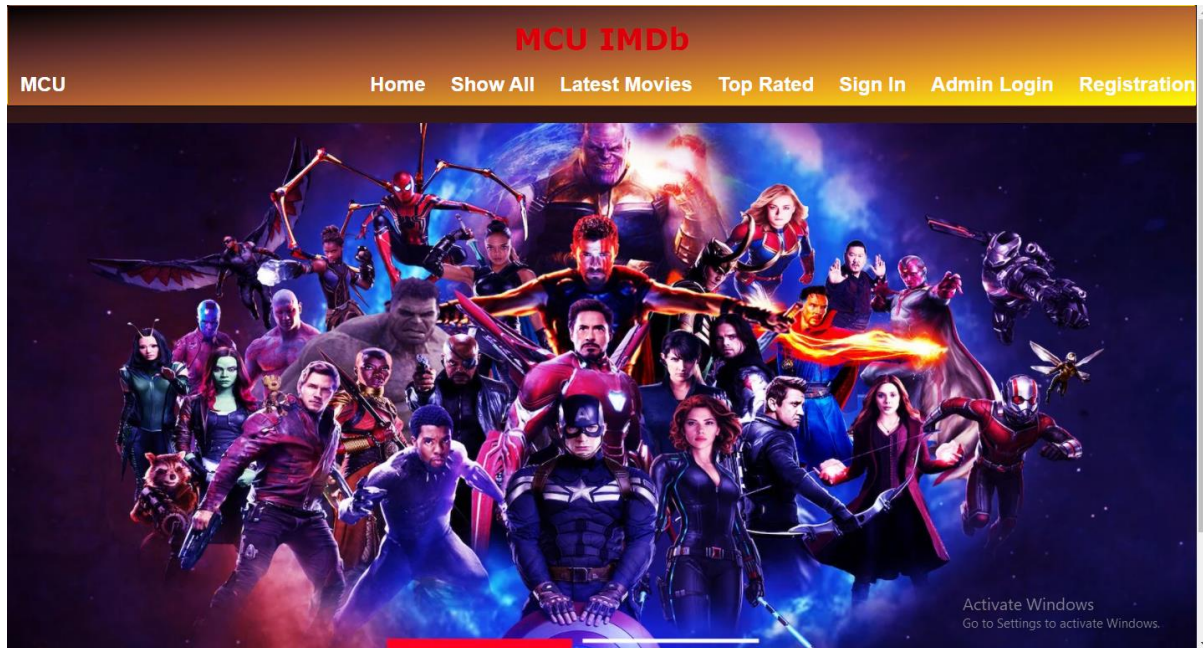 MCU IMDb
MCU Home Show All Latest Movies Top Rated Sign In Admin Login Registration
Activate Windows
Go to Settings to activate Windows.